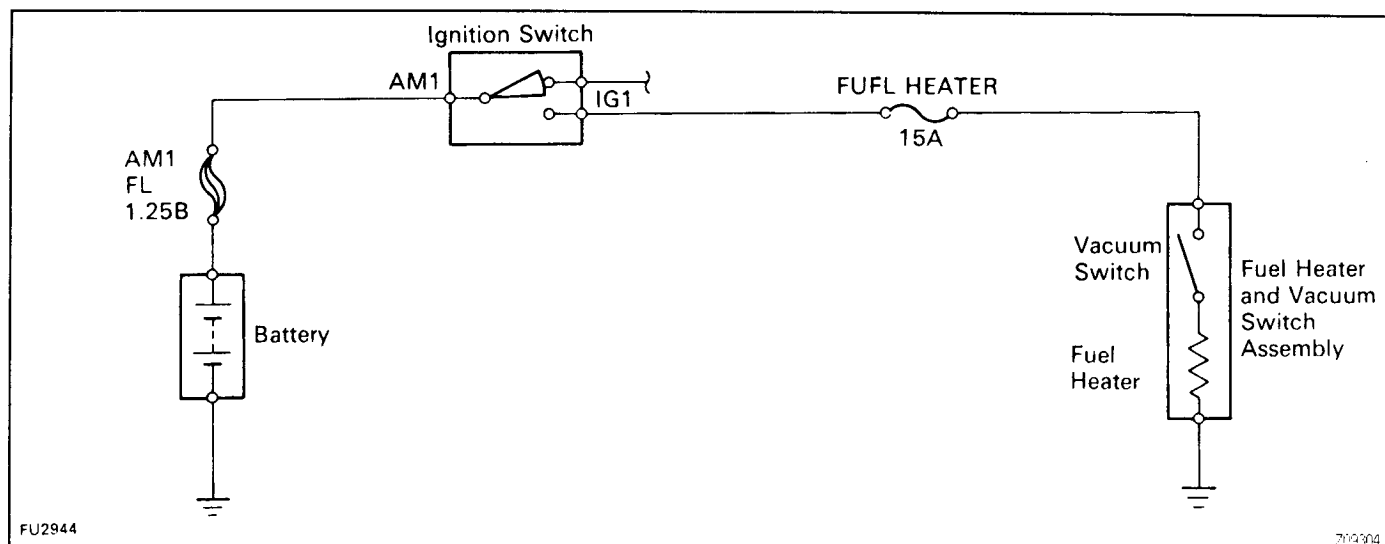 Ignition Switch
AM1
IG1
FUFL HEATER
15A
AM1
FL
1.25B
Battery
Vacuum
Switch
Fuel
Heater
Fuel Heater
and Vacuum
Switch
Assembly
FU2944
709304